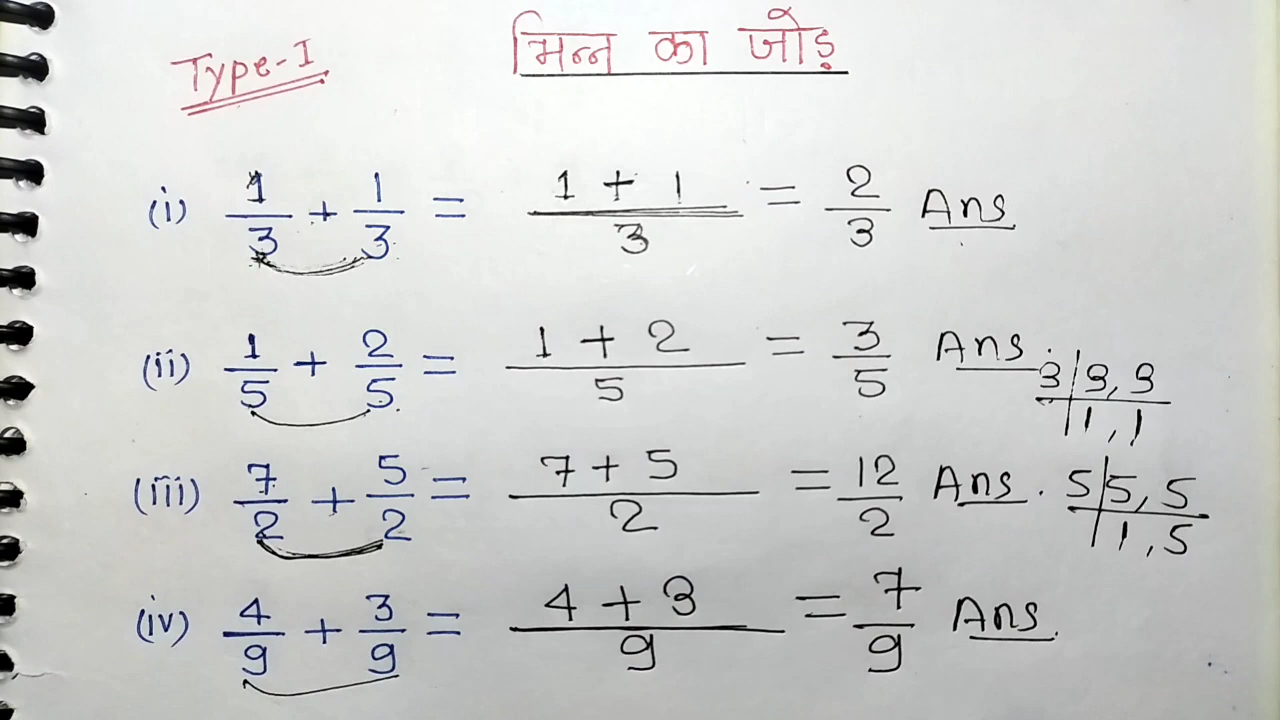 Type-I
भिन्न का जोड़
(i) 1/3 + 1/3 = 1 + 1/3 = 2/3 Ans
(ii) 1/5 + 2/5 = 1 + 2/5 = 3/5 Ans.
3 | 3, 3
1, 1
(iii) 7/2 + 5/2 = 7 + 5/2 = 12/2 Ans.
5 | 5, 5
1, 5
(iv) 4/9 + 3/9 = 4 + 3/9 = 7/9 Ans.